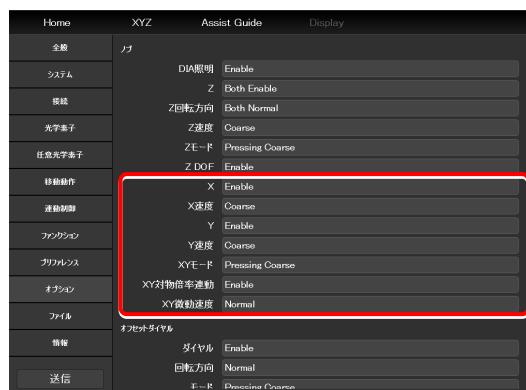 Home XYZ Assist Guide Display
全般
システム
接続
光学素子
任意光学素子
移動動作
連動制御
ファンクション
プリファレンス
オプション
ファイル
情報
送信
ノブ
DIA照明 Enable
Z Both Enable
Z回転方向 Both Normal
Z速度 Coarse
Zモード Pressing Coarse
Z DOF Enable
X Enable
X速度 Coarse
Y Enable
Y速度 Coarse
XYモード Pressing Coarse
XY対物倍率連動 Enable
XY微動速度 Normal
オフセットダイヤル
ダイヤル Enable
回転方向 Normal
モード Pressing Coarse